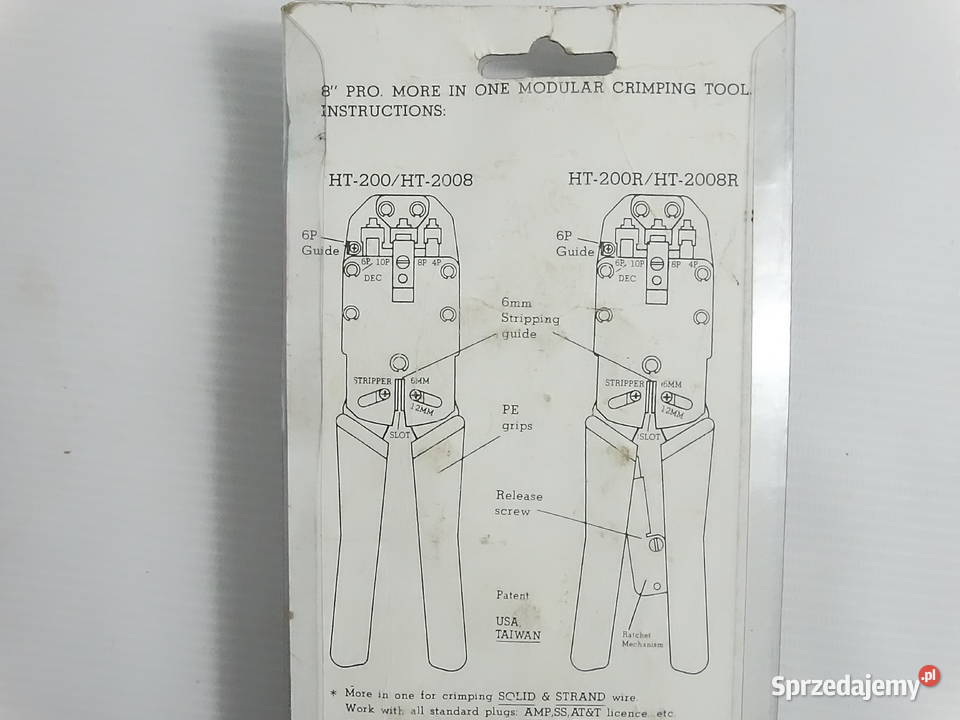 8" PRO. MORE IN ONE MODULAR CRIMPING TOOL
INSTRUCTIONS:
HT-200/HT-2008
HT-200R/HT-2008R
6P
Guide
6P 10P 8P 4P
DEC
6P
Guide
6P 10P 8P 4P
DEC
6mm
Stripping
guide
STRIPPER 6MM
12MM
SLOT
STRIPPER 6MM
12MM
SLOT
PE
grips
Release
screw
Patent
USA,
TAIWAN
Ratchet
Mechanism
* More in one for crimping SOLID & STRAND wire.
Work with all standard plugs: AMP,SS,AT&T licence...etc.
Sprzedajemy.pl